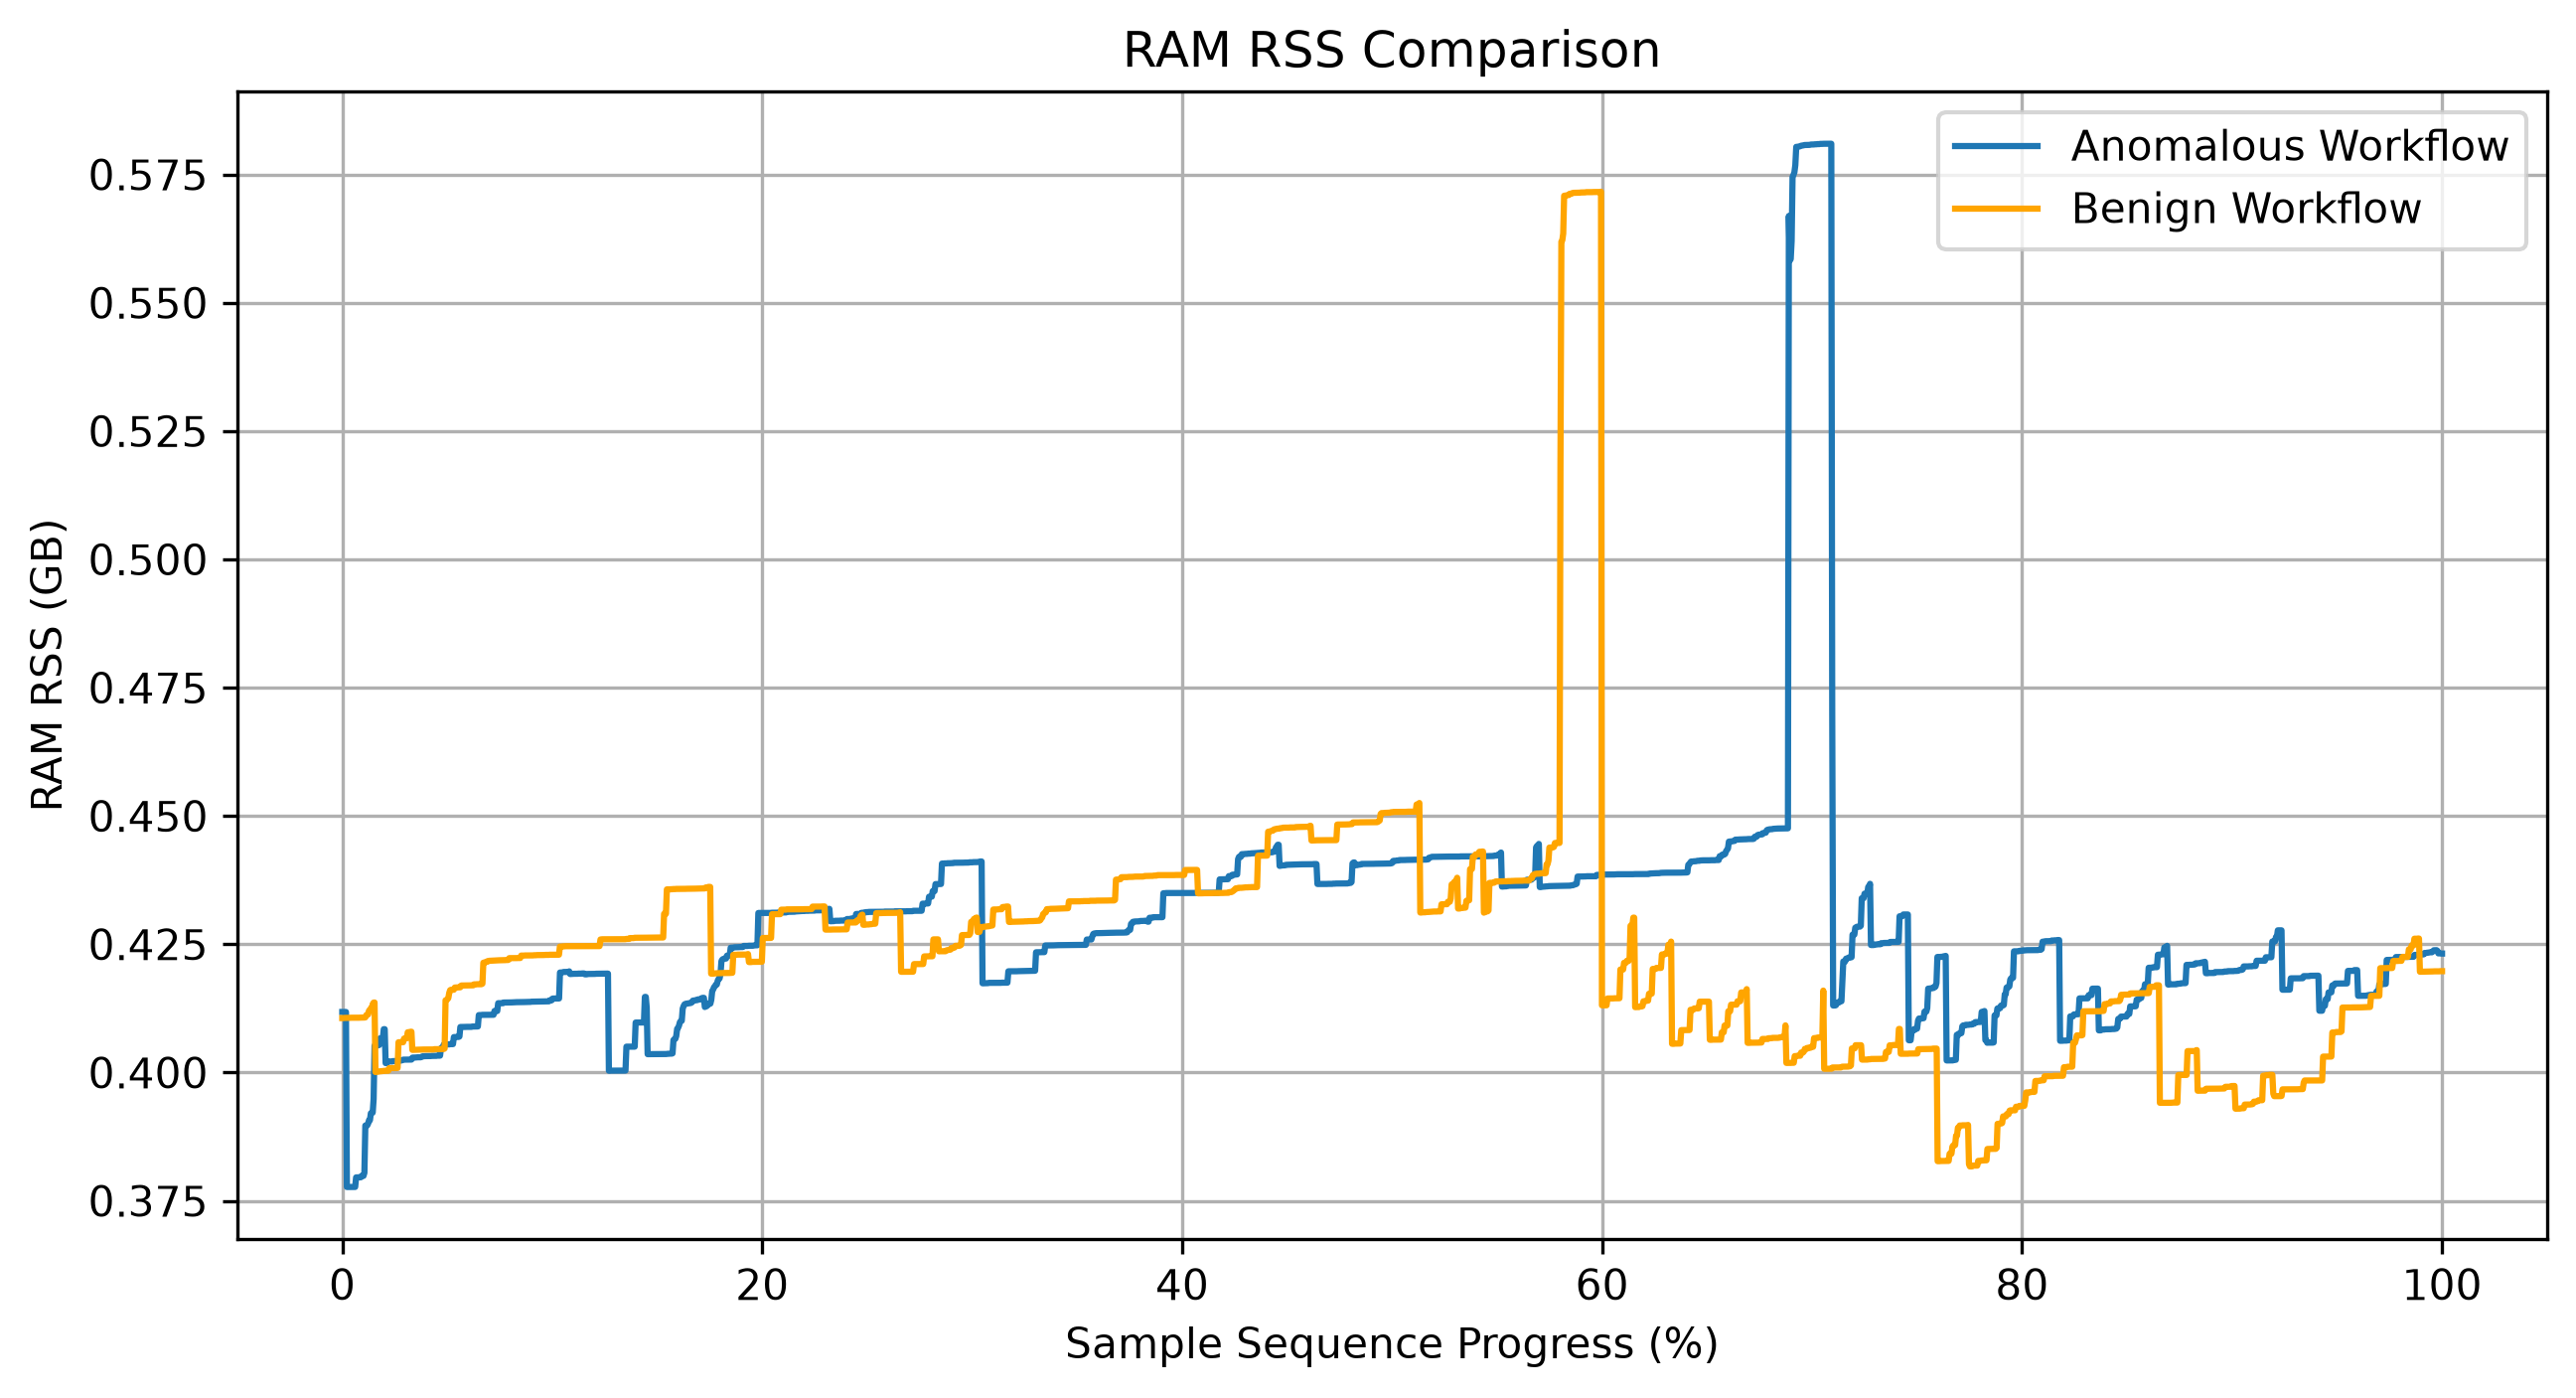 RAM RSS Comparison
Anomalous Workflow
Benign Workflow
RAM RSS (GB)
0.575
0.550
0.525
0.500
0.475
0.450
0.425
0.400
0.375
0 20 40 60 80 100
Sample Sequence Progress (%)